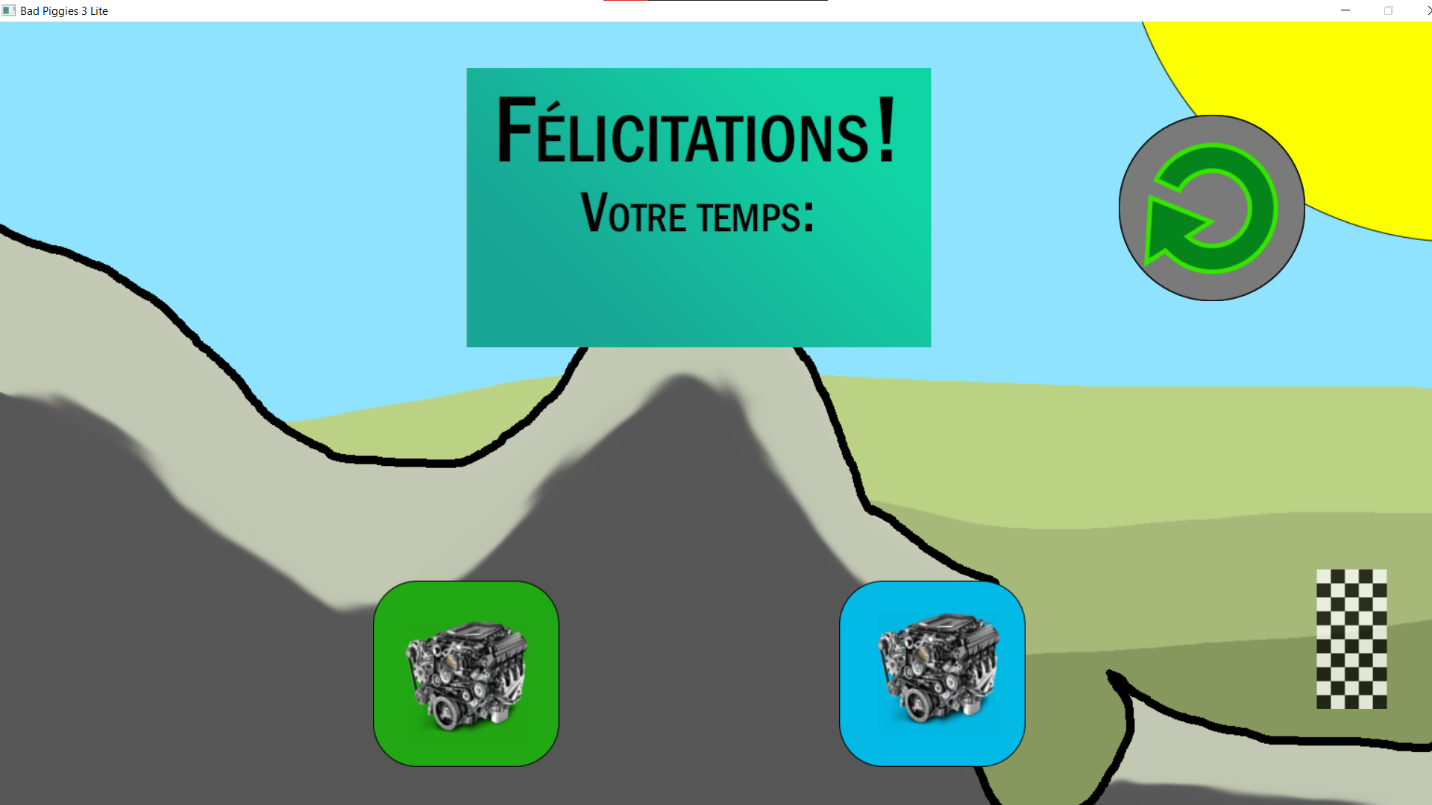 Bad Piggies 3 Lite
FÉLICITATIONS!
VOTRE TEMPS: